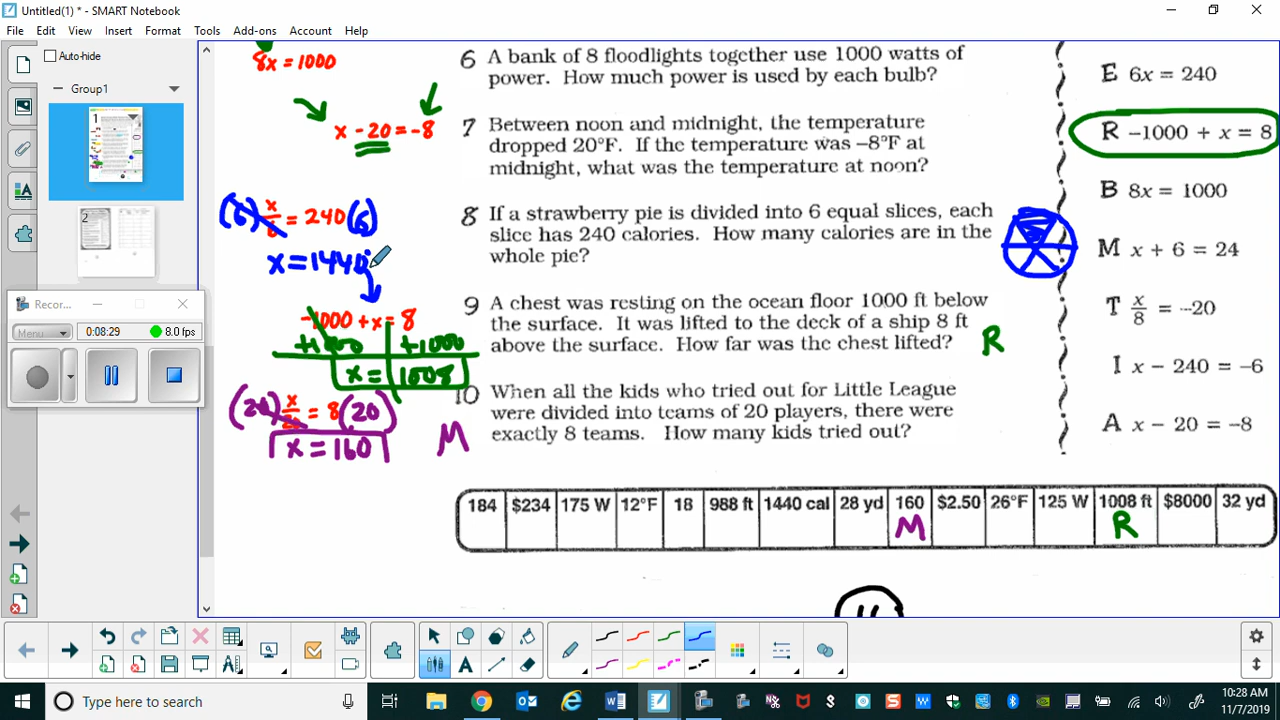 Untitled(1) * - SMART Notebook
File Edit View Insert Format Tools Add-ons Account Help
Auto-hide
Group1
1
2
Recor...
Menu
0:08:29
8.0 fps
8x = 1000
x - 20 = -8
(6) x/6 = 240 (6)
x = 1440
-1000 + x = 8
+1000 +1000
x = 1008
(20) x/20 = 8 (20)
x = 160
6 A bank of 8 floodlights together use 1000 watts of
power. How much power is used by each bulb?
7 Between noon and midnight, the temperature
dropped 20°F. If the temperature was –8°F at
midnight, what was the temperature at noon?
8 If a strawberry pie is divided into 6 equal slices, each
slice has 240 calories. How many calories are in the
whole pie?
9 A chest was resting on the ocean floor 1000 ft below
the surface. It was lifted to the deck of a ship 8 ft
above the surface. How far was the chest lifted? R
10 When all the kids who tried out for Little League
were divided into teams of 20 players, there were
exactly 8 teams. How many kids tried out?
M
E 6x = 240
R –1000 + x = 8
B 8x = 1000
M x + 6 = 24
T x/8 = –20
I x – 240 = –6
A x – 20 = –8
184 $234 175 W 12°F 18 988 ft 1440 cal 28 yd 160 $2.50 26°F 125 W 1008 ft $8000 32 yd
M R
Type here to search
10:28 AM
11/7/2019